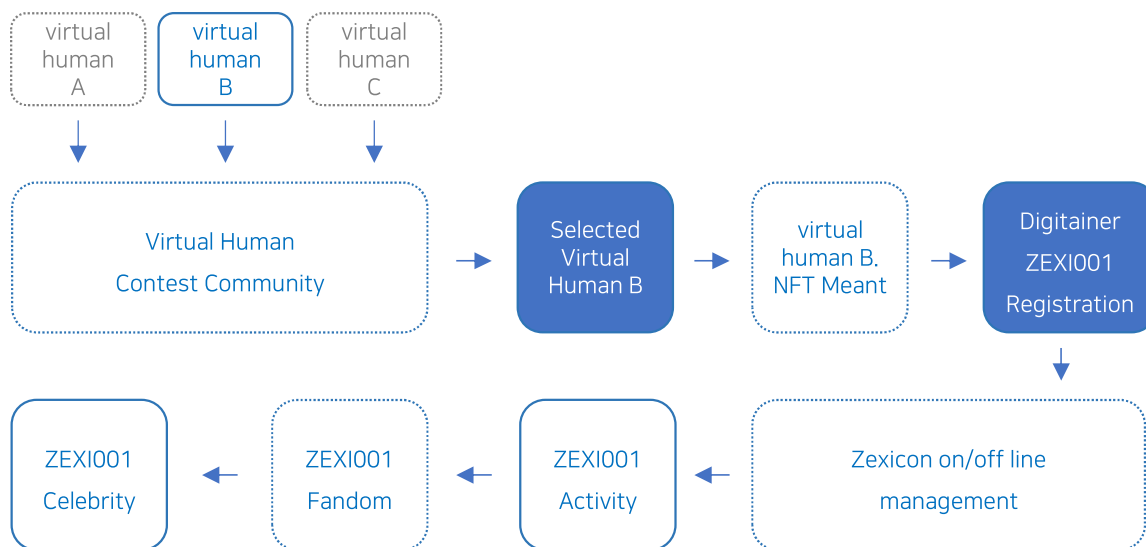 virtual
human
A
virtual
human
B
virtual
human
C
Virtual Human
Contest Community
Selected
Virtual
Human B
virtual
human B.
NFT Meant
Digitainer
ZEXI001
Registration
ZEXI001
Celebrity
ZEXI001
Fandom
ZEXI001
Activity
Zexicon on/off line
management